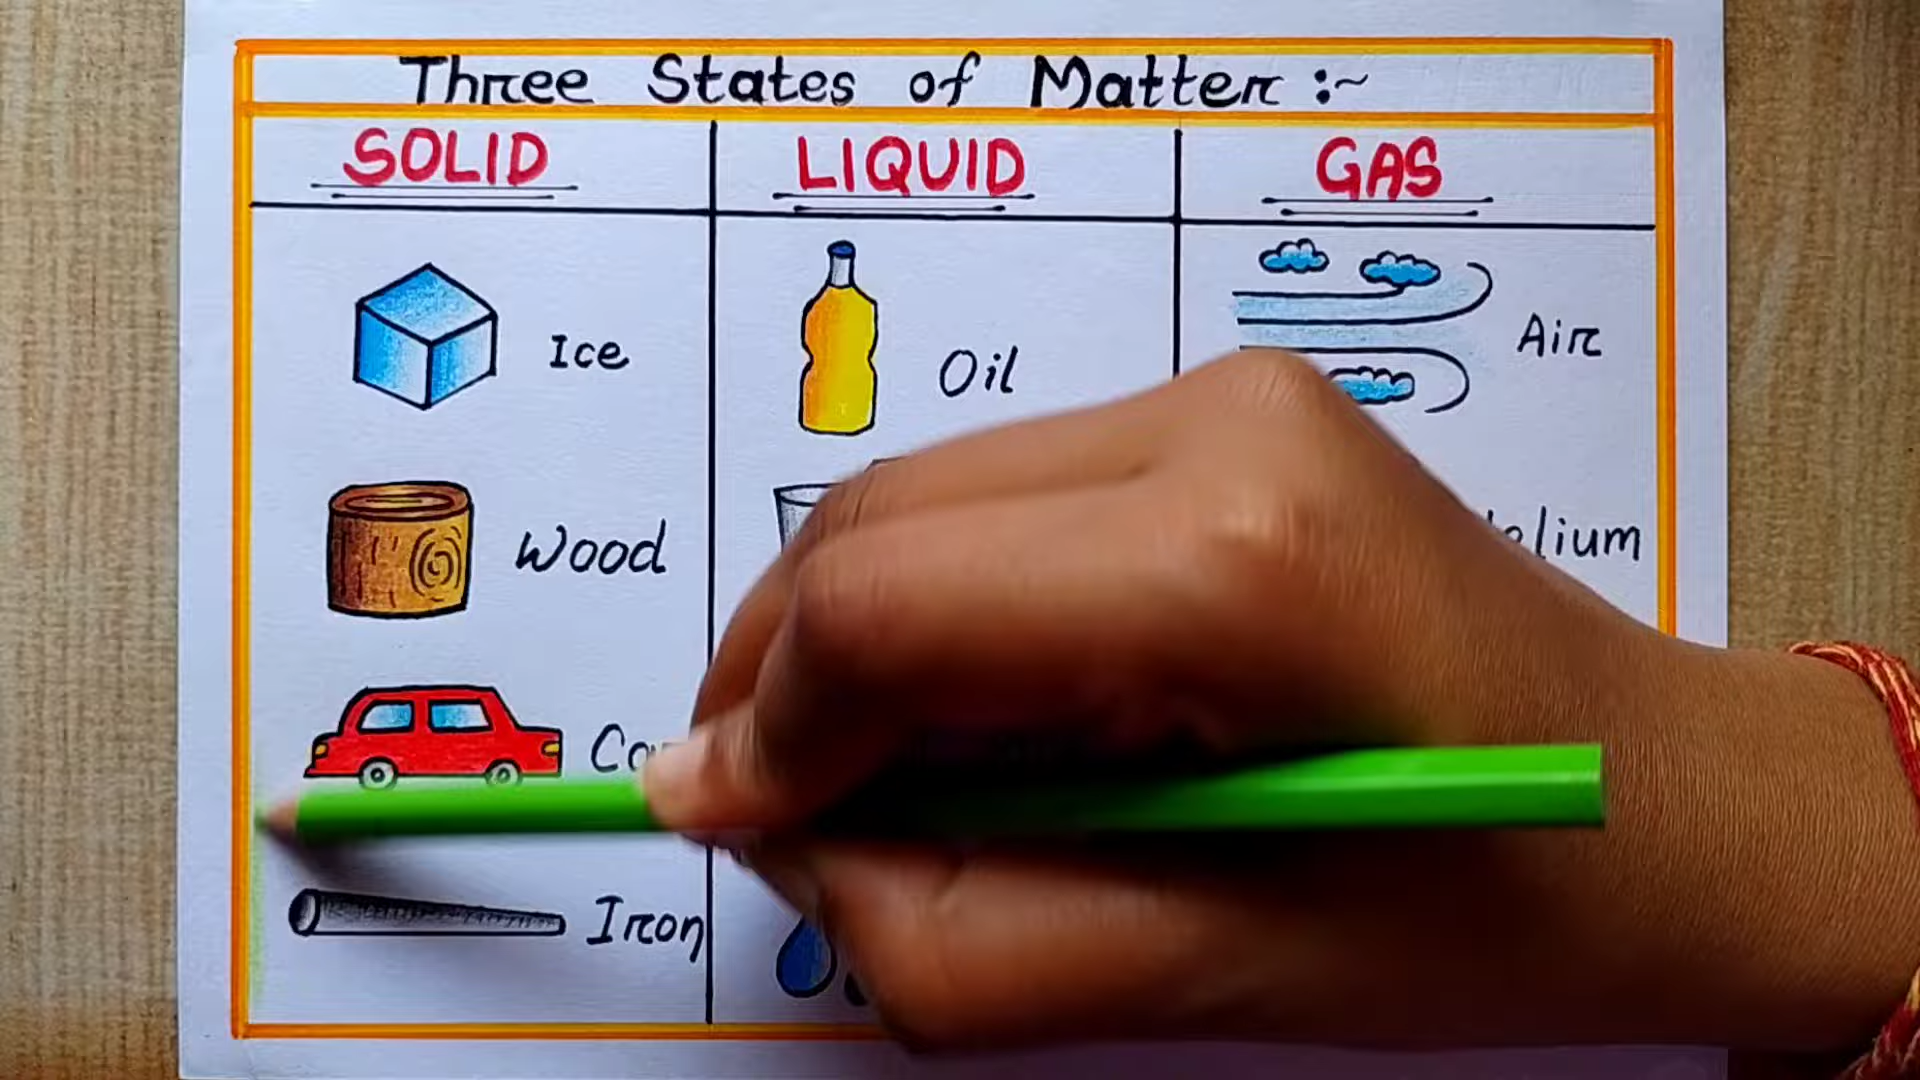 Three States of Matter :~
SOLID
LIQUID
GAS
Ice
Oil
Air
Wood
Iron